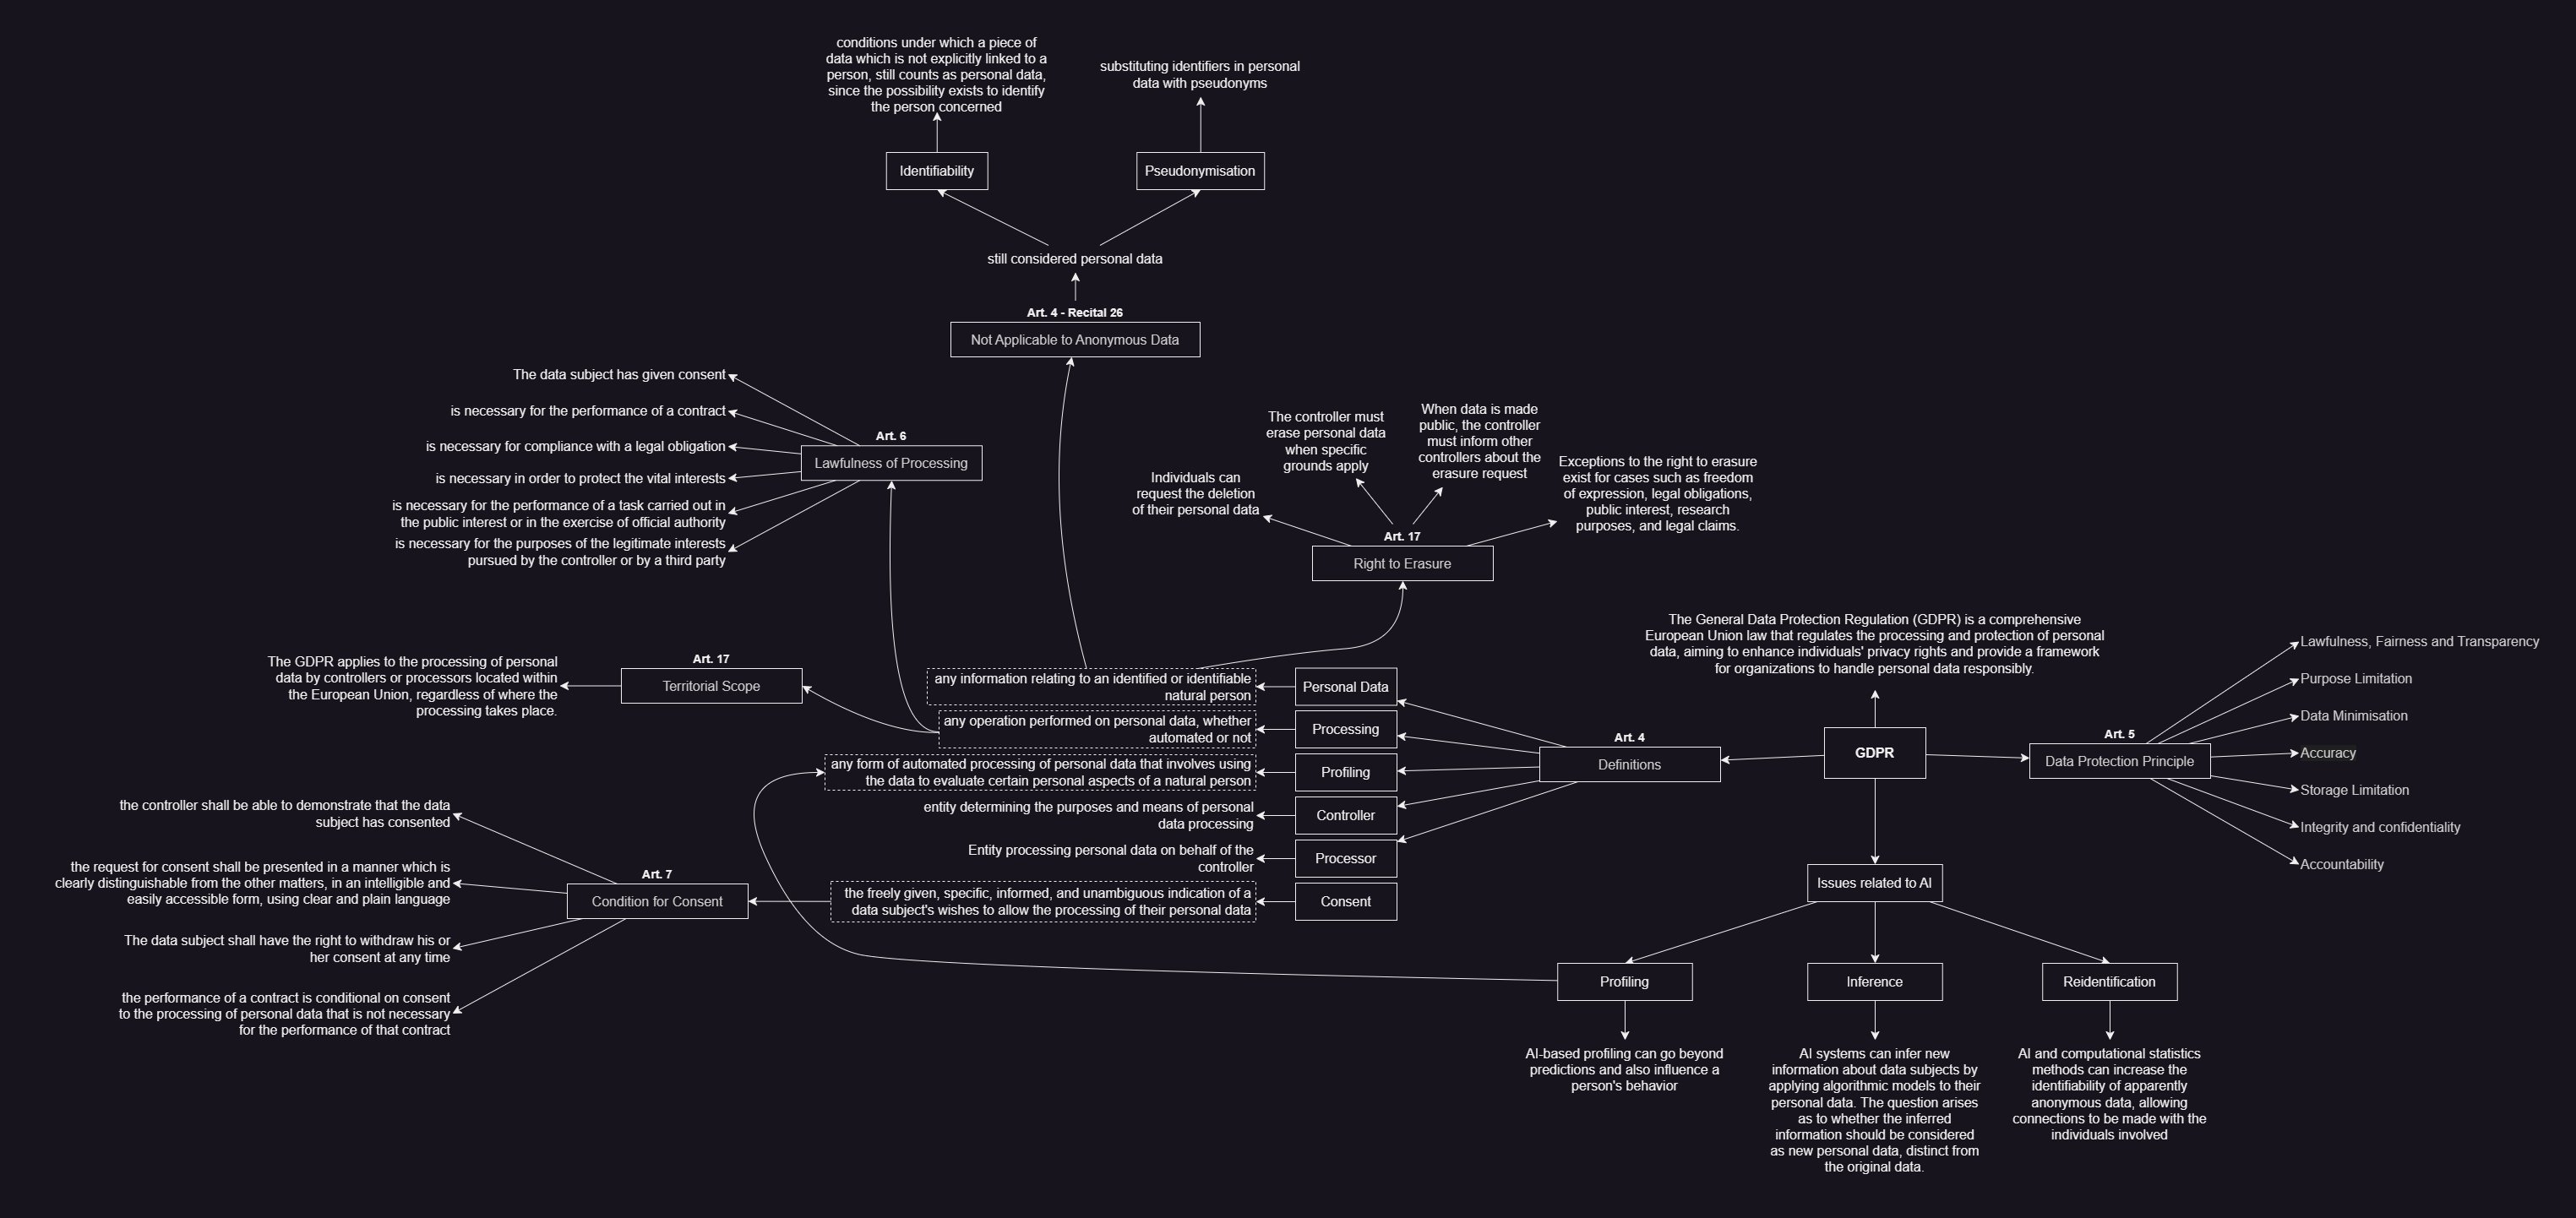 conditions under which a piece of
data which is not explicitly linked to a
person, still counts as personal data,
since the possibility exists to identify
the person concerned
substituting identifiers in personal
data with pseudonyms
Identifiability
Pseudonymisation
still considered personal data
Art. 4 - Recital 26
Not Applicable to Anonymous Data
The data subject has given consent
is necessary for the performance of a contract
is necessary for compliance with a legal obligation
is necessary in order to protect the vital interests
is necessary for the performance of a task carried out in
the public interest or in the exercise of official authority
is necessary for the purposes of the legitimate interests
pursued by the controller or by a third party
Art. 6
Lawfulness of Processing
Individuals can
request the deletion
of their personal data
The controller must
erase personal data
when specific
grounds apply
When data is made
public, the controller
must inform other
controllers about the
erasure request
Exceptions to the right to erasure
exist for cases such as freedom
of expression, legal obligations,
public interest, research
purposes, and legal claims.
Art. 17
Right to Erasure
The General Data Protection Regulation (GDPR) is a comprehensive
European Union law that regulates the processing and protection of personal
data, aiming to enhance individuals' privacy rights and provide a framework
for organizations to handle personal data responsibly.
The GDPR applies to the processing of personal
data by controllers or processors located within
the European Union, regardless of where the
processing takes place.
Art. 17
Territorial Scope
any information relating to an identified or identifiable
natural person
Personal Data
any operation performed on personal data, whether
automated or not
Processing
any form of automated processing of personal data that involves using
the data to evaluate certain personal aspects of a natural person
Profiling
entity determining the purposes and means of personal
data processing
Controller
Entity processing personal data on behalf of the
controller
Processor
the freely given, specific, informed, and unambiguous indication of a
data subject's wishes to allow the processing of their personal data
Consent
Art. 4
Definitions
GDPR
Art. 5
Data Protection Principle
Lawfulness, Fairness and Transparency
Purpose Limitation
Data Minimisation
Accuracy
Storage Limitation
Integrity and confidentiality
Accountability
the controller shall be able to demonstrate that the data
subject has consented
the request for consent shall be presented in a manner which is
clearly distinguishable from the other matters, in an intelligible and
easily accessible form, using clear and plain language
The data subject shall have the right to withdraw his or
her consent at any time
the performance of a contract is conditional on consent
to the processing of personal data that is not necessary
for the performance of that contract
Art. 7
Condition for Consent
Issues related to AI
Profiling
Inference
Reidentification
AI-based profiling can go beyond
predictions and also influence a
person's behavior
AI systems can infer new
information about data subjects by
applying algorithmic models to their
personal data. The question arises
as to whether the inferred
information should be considered
as new personal data, distinct from
the original data.
AI and computational statistics
methods can increase the
identifiability of apparently
anonymous data, allowing
connections to be made with the
individuals involved